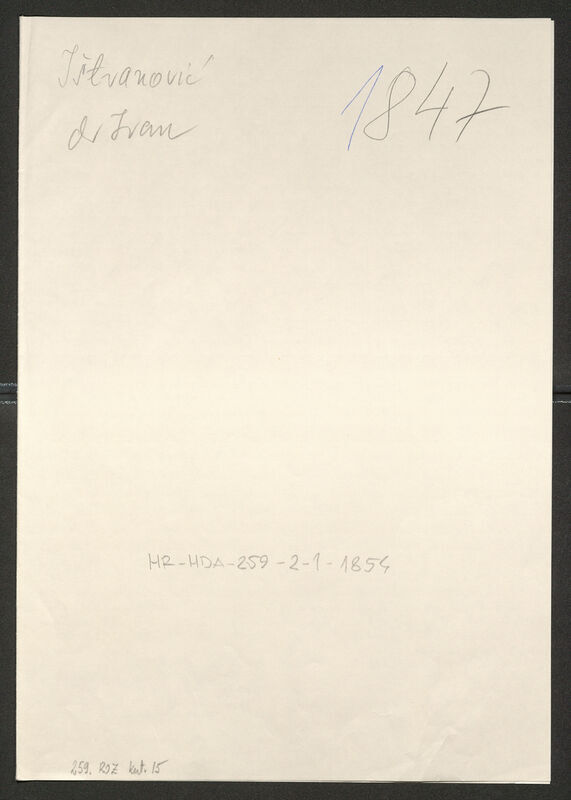 Ištvanović
dr Ivan
1847
HR-HDA-259-2-1-1854
259. RSZ kut. 15